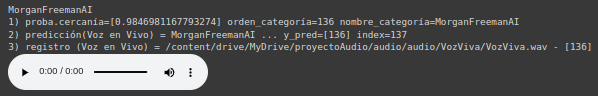 MorganFreemanAI
1) proba.cercanía=[0.9846981167793274] orden_categoría=136 nombre_categoría=MorganFreemanAI
2) predicción(Voz en Vivo) = MorganFreemanAI ... y_pred=[136] index=137
3) registro (Voz en Vivo) = /content/drive/MyDrive/proyectoAudio/audio/audio/VozViva/VozViva.wav - [136]
0:00 / 0:00